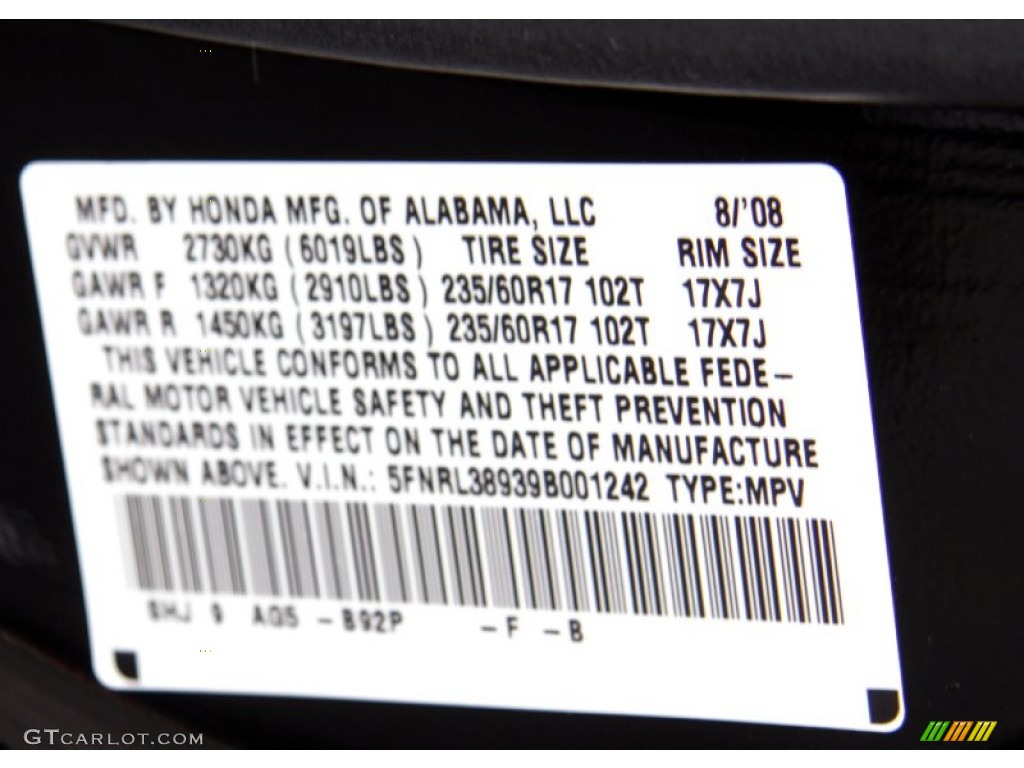 MFD. BY HONDA MFG. OF ALABAMA, LLC 8/'08
GVWR 2730KG (6019LBS) TIRE SIZE RIM SIZE
GAWR F 1320KG (2910LBS) 235/60R17 102T 17X7J
GAWR R 1450KG (3197LBS) 235/60R17 102T 17X7J
THIS VEHICLE CONFORMS TO ALL APPLICABLE FEDE-
RAL MOTOR VEHICLE SAFETY AND THEFT PREVENTION
STANDARDS IN EFFECT ON THE DATE OF MANUFACTURE
SHOWN ABOVE. V.I.N.: 5FNRL38939B001242 TYPE:MPV
SHJ 9 AG5 - B92P - F - B
GTCARLOT.COM